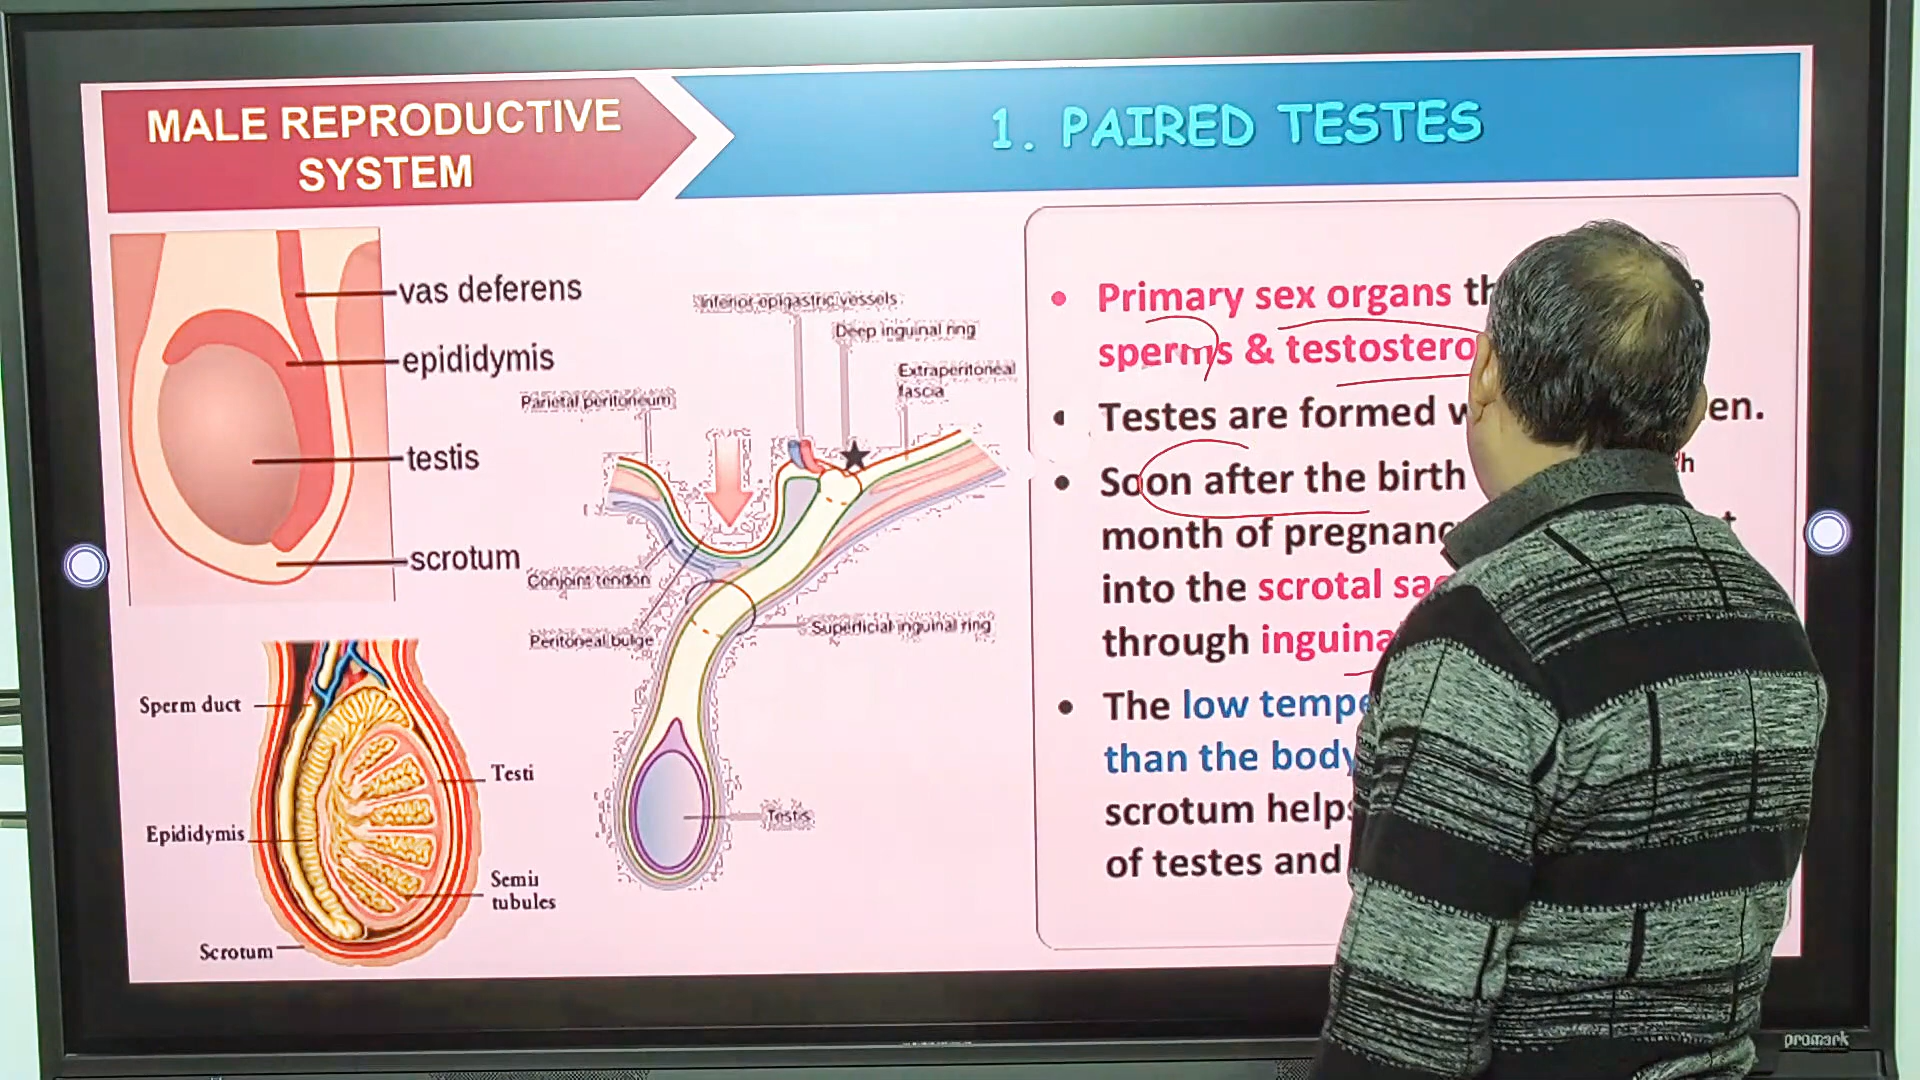 MALE REPRODUCTIVE
SYSTEM
1. PAIRED TESTES
vas deferens
epididymis
testis
scrotum
Inferior epigastric vessels
Deep inguinal ring
Extraperitoneal
fascia
Parietal peritoneum
Conjoint tendon
Peritoneal bulge
Superficial inguinal ring
Testis
Sperm duct
Testi
Epididymis
Semii
tubules
Scrotum
Primary sex organs
sperms & testostero
Testes are formed en.
Soon after the birth
month of pregnanc
into the scrotal sac
through inguina
The low tempe
than the body
scrotum helps
of testes and
promark